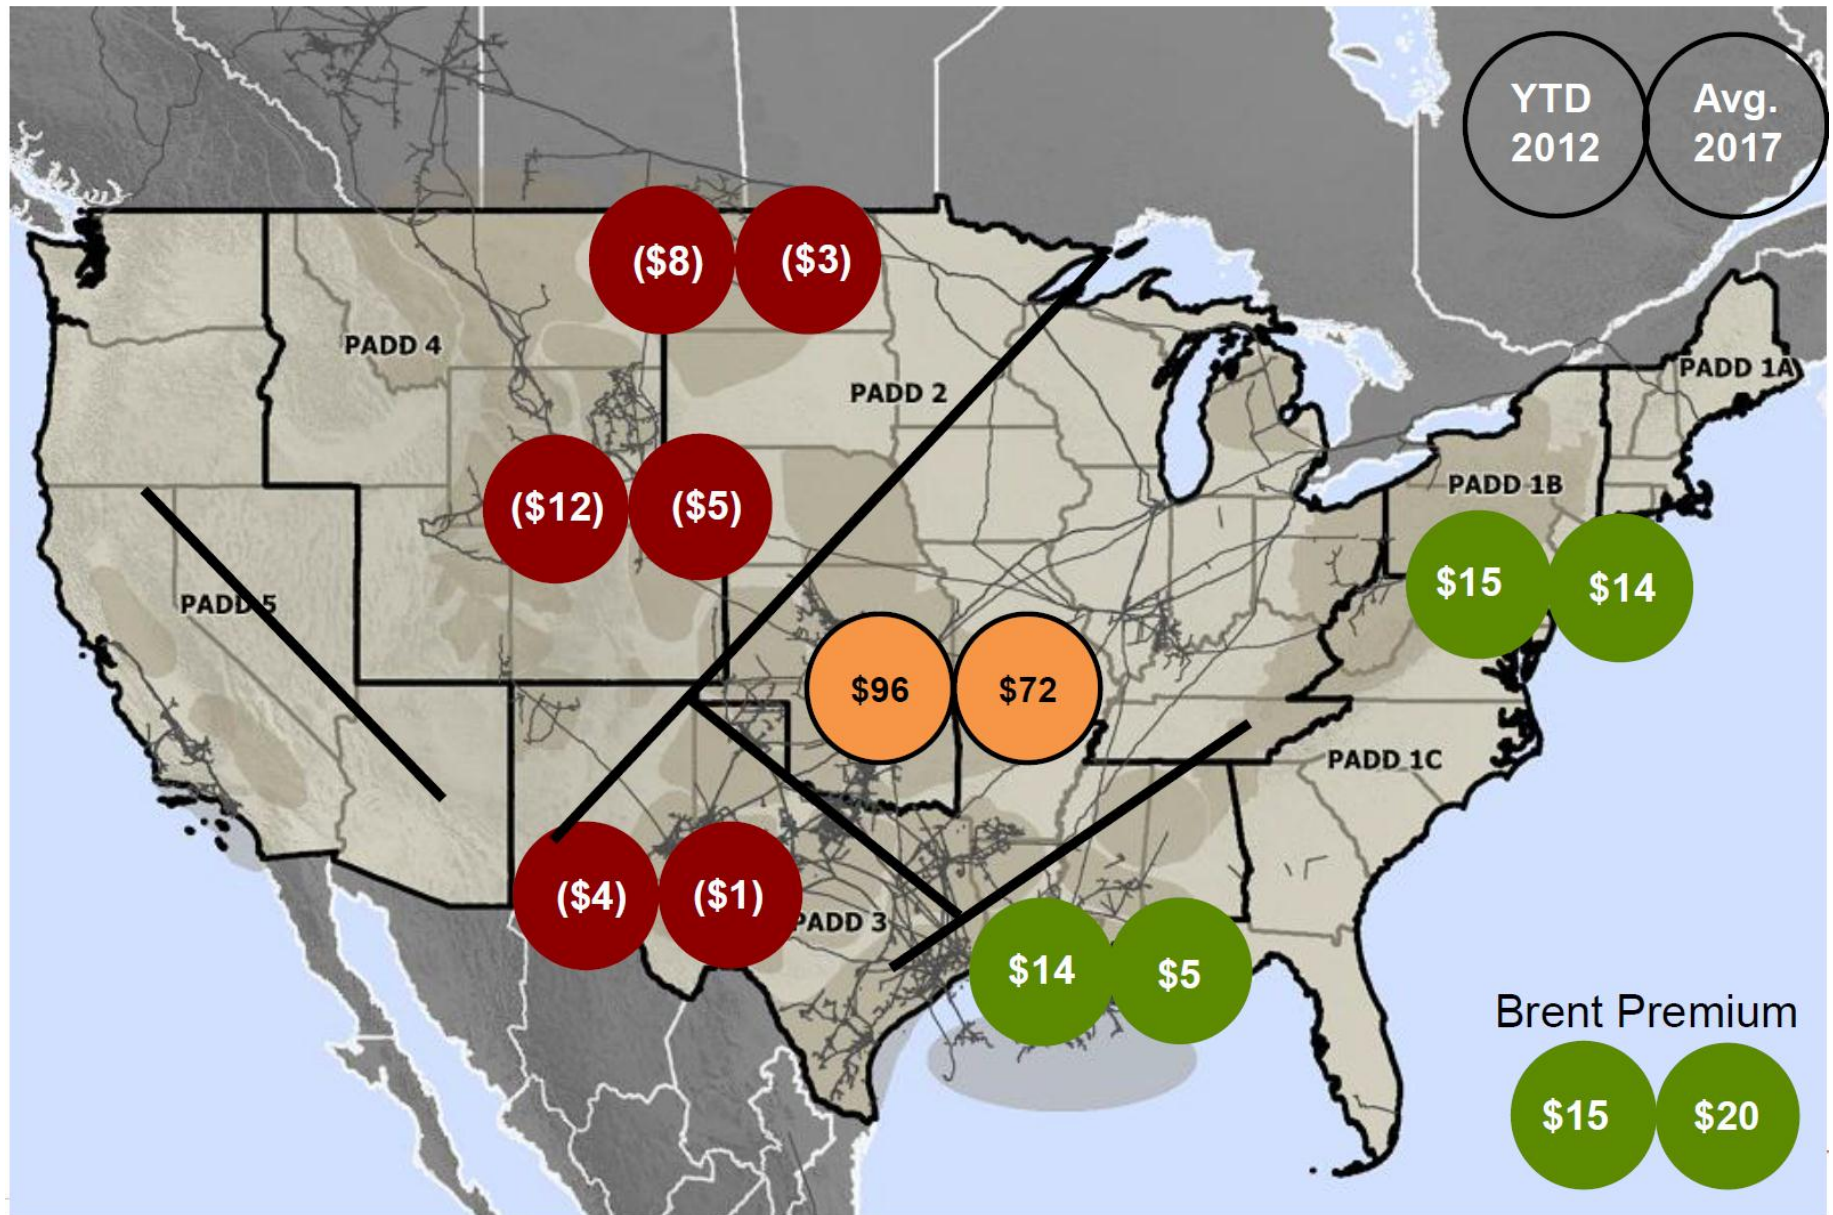 YTD
2012
Avg.
2017
($8)
($3)
PADD 4
PADD 2
PADD 1A
PADD 1B
($12)
($5)
$15
$14
PADD 5
$96
$72
PADD 1C
($4)
($1)
PADD 3
$14
$5
Brent Premium
$15
$20